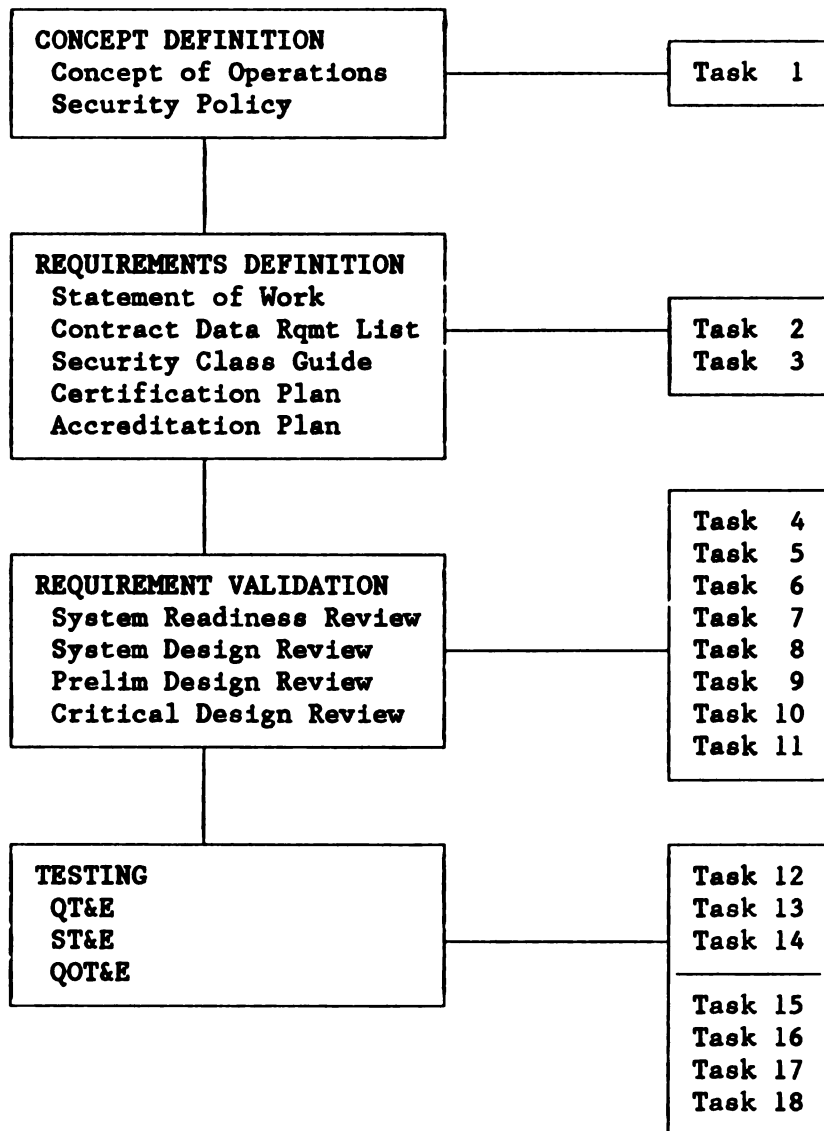 CONCEPT DEFINITION
Concept of Operations
Security Policy
Task 1
REQUIREMENTS DEFINITION
Statement of Work
Contract Data Rqmt List
Security Class Guide
Certification Plan
Accreditation Plan
Task 2
Task 3
REQUIREMENT VALIDATION
System Readiness Review
System Design Review
Prelim Design Review
Critical Design Review
Task 4
Task 5
Task 6
Task 7
Task 8
Task 9
Task 10
Task 11
TESTING
QT&E
ST&E
QOT&E
Task 12
Task 13
Task 14
Task 15
Task 16
Task 17
Task 18